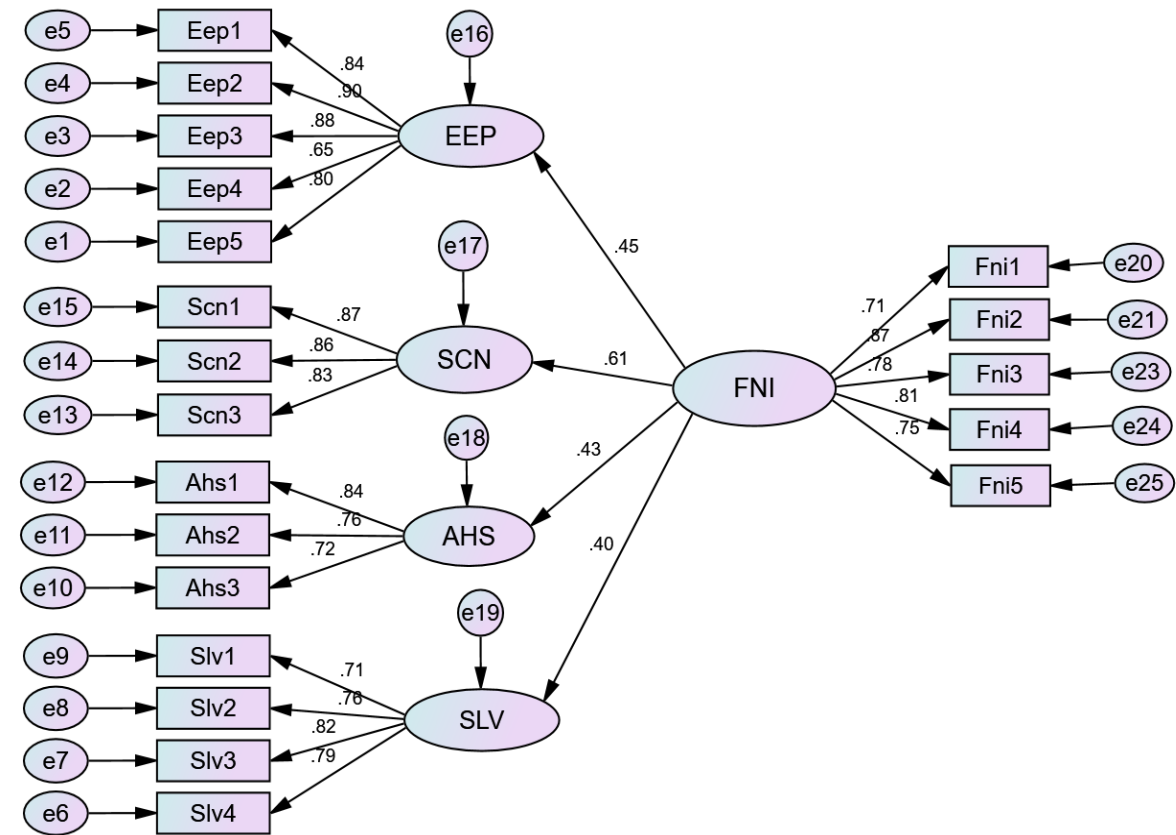 e5
Eep1
e4
Eep2
e3
Eep3
e2
Eep4
e1
Eep5
.84
.90
.88
.65
.80
e16
EEP
e15
Scn1
e14
Scn2
e13
Scn3
.87
.86
.83
e17
SCN
e12
Ahs1
e11
Ahs2
e10
Ahs3
.84
.76
.72
e18
AHS
e9
Slv1
e8
Slv2
e7
Slv3
e6
Slv4
.71
.76
.82
.79
e19
SLV
.45
.61
.43
.40
FNI
.71
.87
.78
.81
.75
Fni1
e20
Fni2
e21
Fni3
e23
Fni4
e24
Fni5
e25